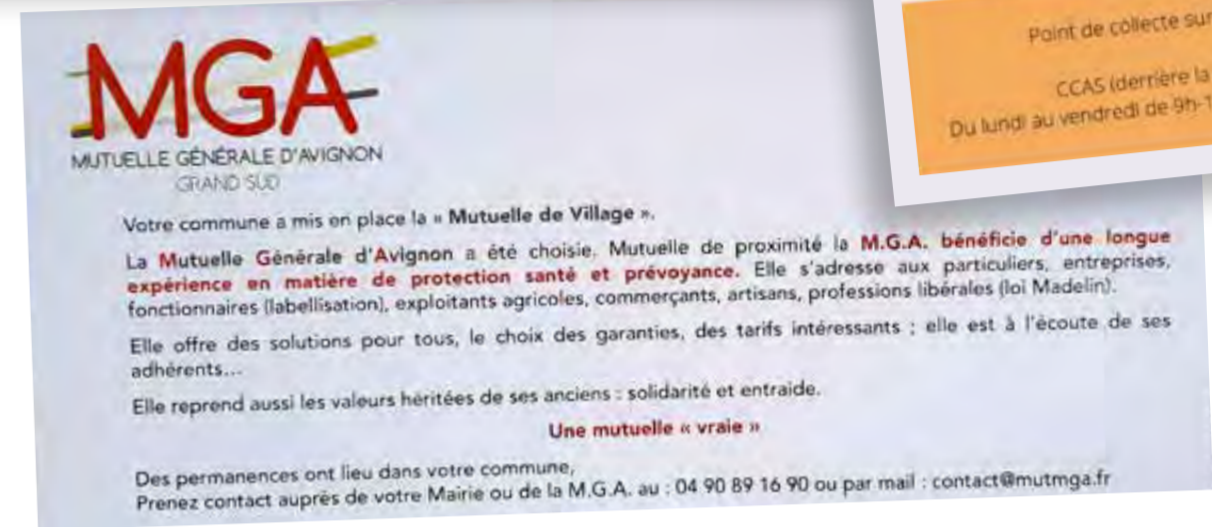 MGA
MUTUELLE GÉNÉRALE D'AVIGNON
GRAND SUD
Votre commune a mis en place la « Mutuelle de Village ».
La Mutuelle Générale d'Avignon a été choisie. Mutuelle de proximité la M.G.A. bénéficie d'une longue
expérience en matière de protection santé et prévoyance. Elle s'adresse aux particuliers, entreprises,
fonctionnaires (labellisation), exploitants agricoles, commerçants, artisans, professions libérales (loi Madelin).
Elle offre des solutions pour tous, le choix des garanties, des tarifs intéressants ; elle est à l'écoute de ses
adhérents...
Elle reprend aussi les valeurs héritées de ses anciens : solidarité et entraide.
Une mutuelle « vraie »
Des permanences ont lieu dans votre commune,
Prenez contact auprès de votre Mairie ou de la M.G.A. au : 04 90 89 16 90 ou par mail : contact@mutmga.fr
Point de collecte sur
CCAS (derrière la
Du lundi au vendredi de 9h-1